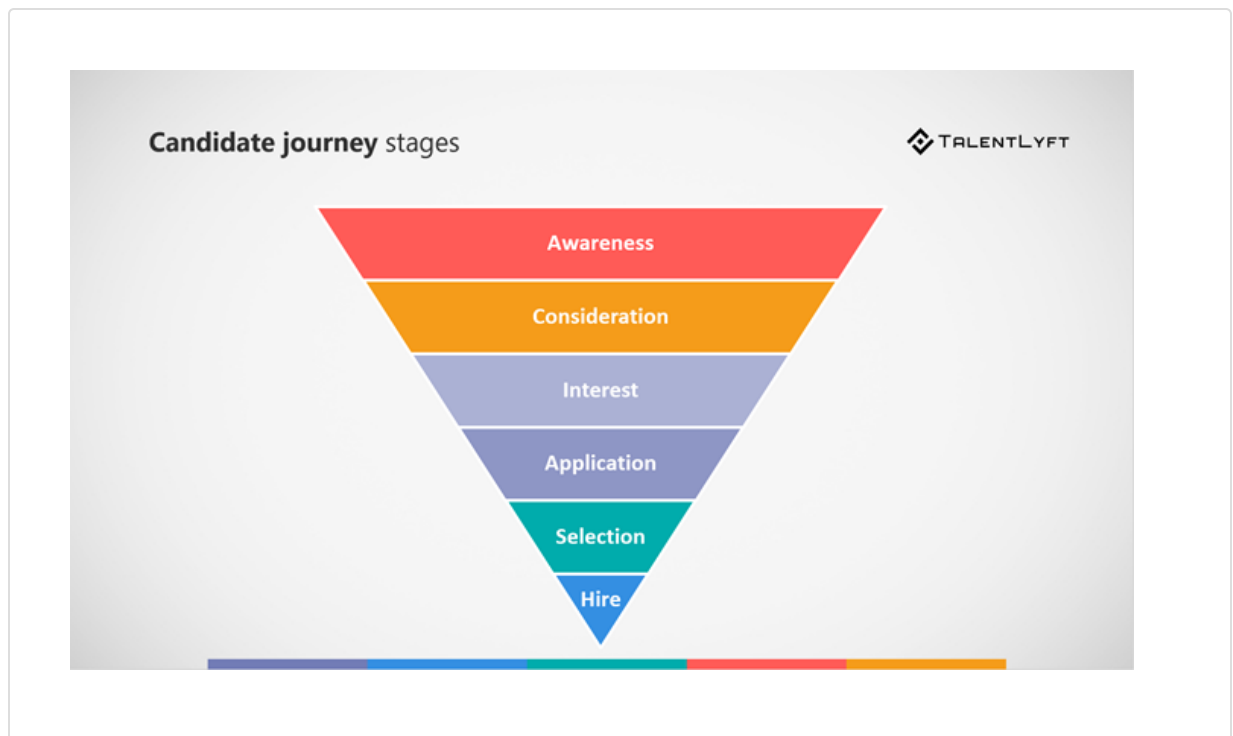 Candidate journey stages
TALENTLYFT
Awareness
Consideration
Interest
Application
Selection
Hire